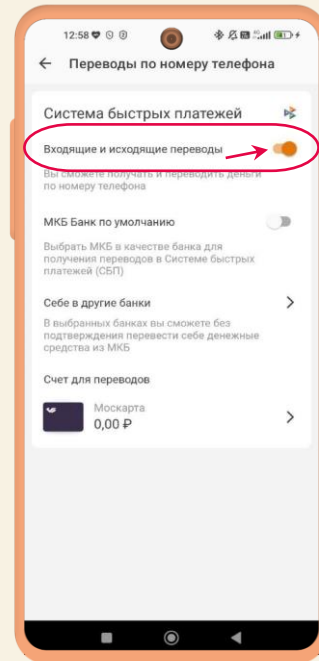 12:58
Переводы по номеру телефона
Система быстрых платежей
Входящие и исходящие переводы
Вы сможете получать и переводить деньги
по номеру телефона
МКБ Банк по умолчанию
Выбрать МКБ в качестве банка для
получения переводов в Системе быстрых
платежей (СБП)
Себе в другие банки
В выбранных банках вы сможете без
подтверждения перевести себе денежные
средства из МКБ
Счет для переводов
Москарта
0,00 ₽